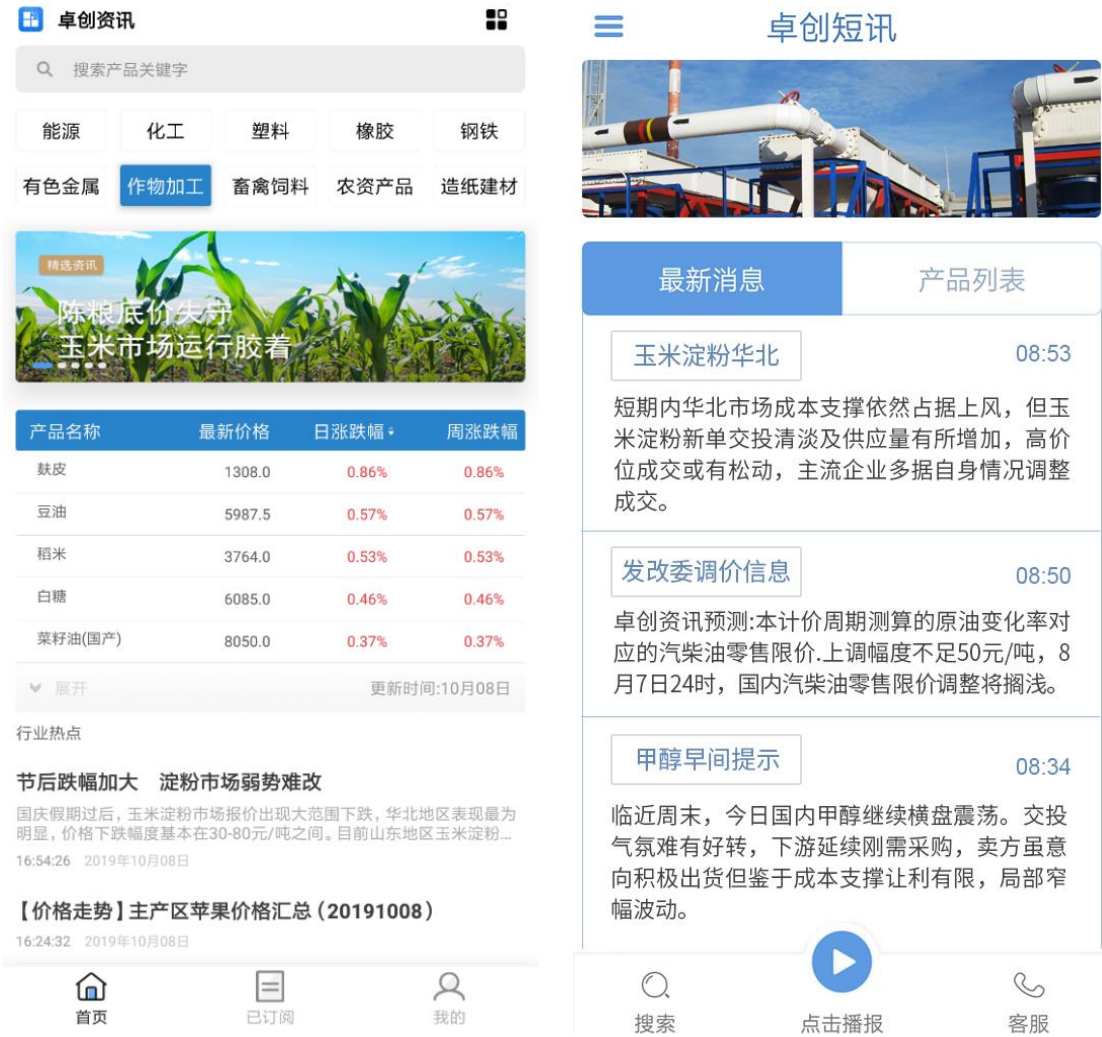 卓创资讯
搜索产品关键字
能源 化工 塑料 橡胶 钢铁
有色金属 作物加工 畜禽饲料 农资产品 造纸建材
精选资讯
陈粮底价失守
玉米市场运行胶着
产品名称 最新价格 日涨跌幅 周涨跌幅
麸皮 1308.0 0.86% 0.86%
豆油 5987.5 0.57% 0.57%
稻米 3764.0 0.53% 0.53%
白糖 6085.0 0.46% 0.46%
菜籽油(国产) 8050.0 0.37% 0.37%
展开 更新时间:10月08日
行业热点
节后跌幅加大 淀粉市场弱势难改
国庆假期过后，玉米淀粉市场报价出现大范围下跌，华北地区表现最为
明显，价格下跌幅度基本在30-80元/吨之间。目前山东地区玉米淀粉...
16:54:26 2019年10月08日
【价格走势】主产区苹果价格汇总（20191008）
16:24:32 2019年10月08日
首页 已订阅 我的
卓创短讯
最新消息 产品列表
玉米淀粉华北 08:53
短期内华北市场成本支撑依然占据上风，但玉
米淀粉新单交投清淡及供应量有所增加，高价
位成交或有松动，主流企业多据自身情况调整
成交。
发改委调价信息 08:50
卓创资讯预测:本计价周期测算的原油变化率对
应的汽柴油零售限价.上调幅度不足50元/吨，8
月7日24时，国内汽柴油零售限价调整将搁浅。
甲醇早间提示 08:34
临近周末，今日国内甲醇继续横盘震荡。交投
气氛难有好转，下游延续刚需采购，卖方虽意
向积极出货但鉴于成本支撑让利有限，局部窄
幅波动。
搜索 点击播报 客服